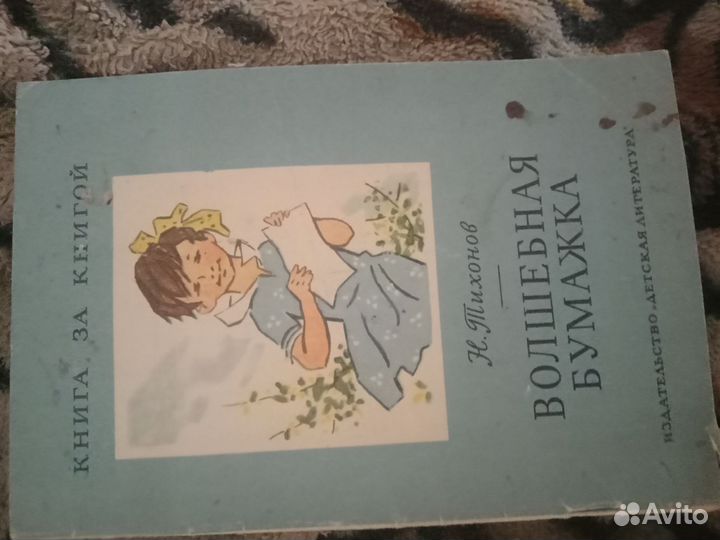 КНИГА ЗА КНИГОЙ
Н. Тихонов
ВОЛШЕБНАЯ
БУМАЖКА
ИЗДАТЕЛЬСТВО «ДЕТСКАЯ ЛИТЕРАТУРА»
Avito